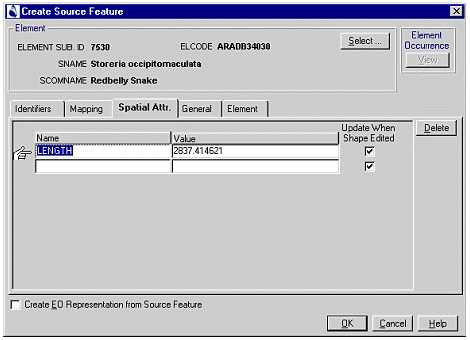 Create Source Feature
Element
ELEMENT SUB. ID 7530 ELCODE ARADB34030
SNAME Storeria occipitomaculata
SCOMNAME Redbelly Snake
Select ...
Element Occurrence
View
Identifiers Mapping Spatial Attr. General Element
Name Value Update When Shape Edited
LENGTH 2837.414621
Delete
Create EO Representation from Source Feature
OK Cancel Help